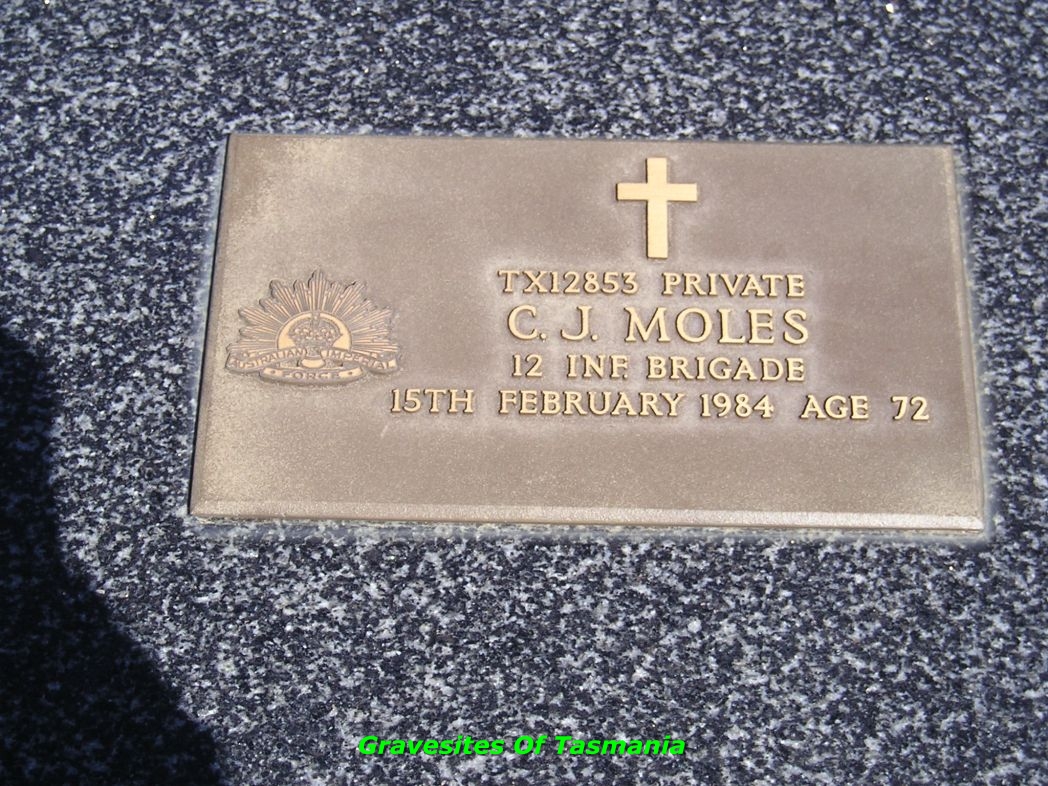 TX12853 PRIVATE
C. J. MOLES
12 INF. BRIGADE
15TH FEBRUARY 1984 AGE 72
AUSTRALIAN IMPERIAL
FORCE
Gravesites Of Tasmania